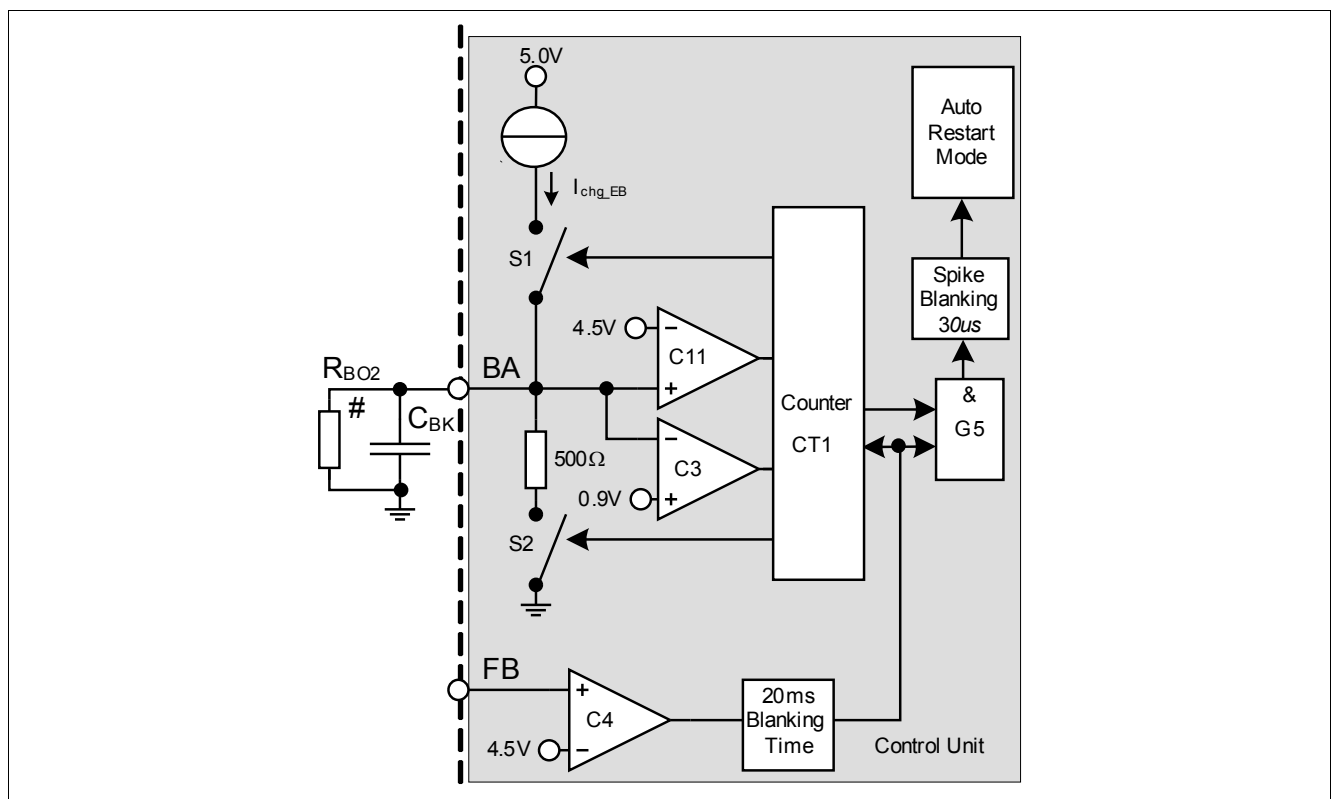 5.0V
Auto
Restart
Mode
I chg_EB
S1
Spike
Blanking
30us
4.5V
−
C11
+
RBO2
#
CBK
BA
&
G5
Counter
CT1
500Ω
−
C3
+
0.9V
S2
FB
+
C4
−
4.5V
20ms
Blanking
Time
Control Unit